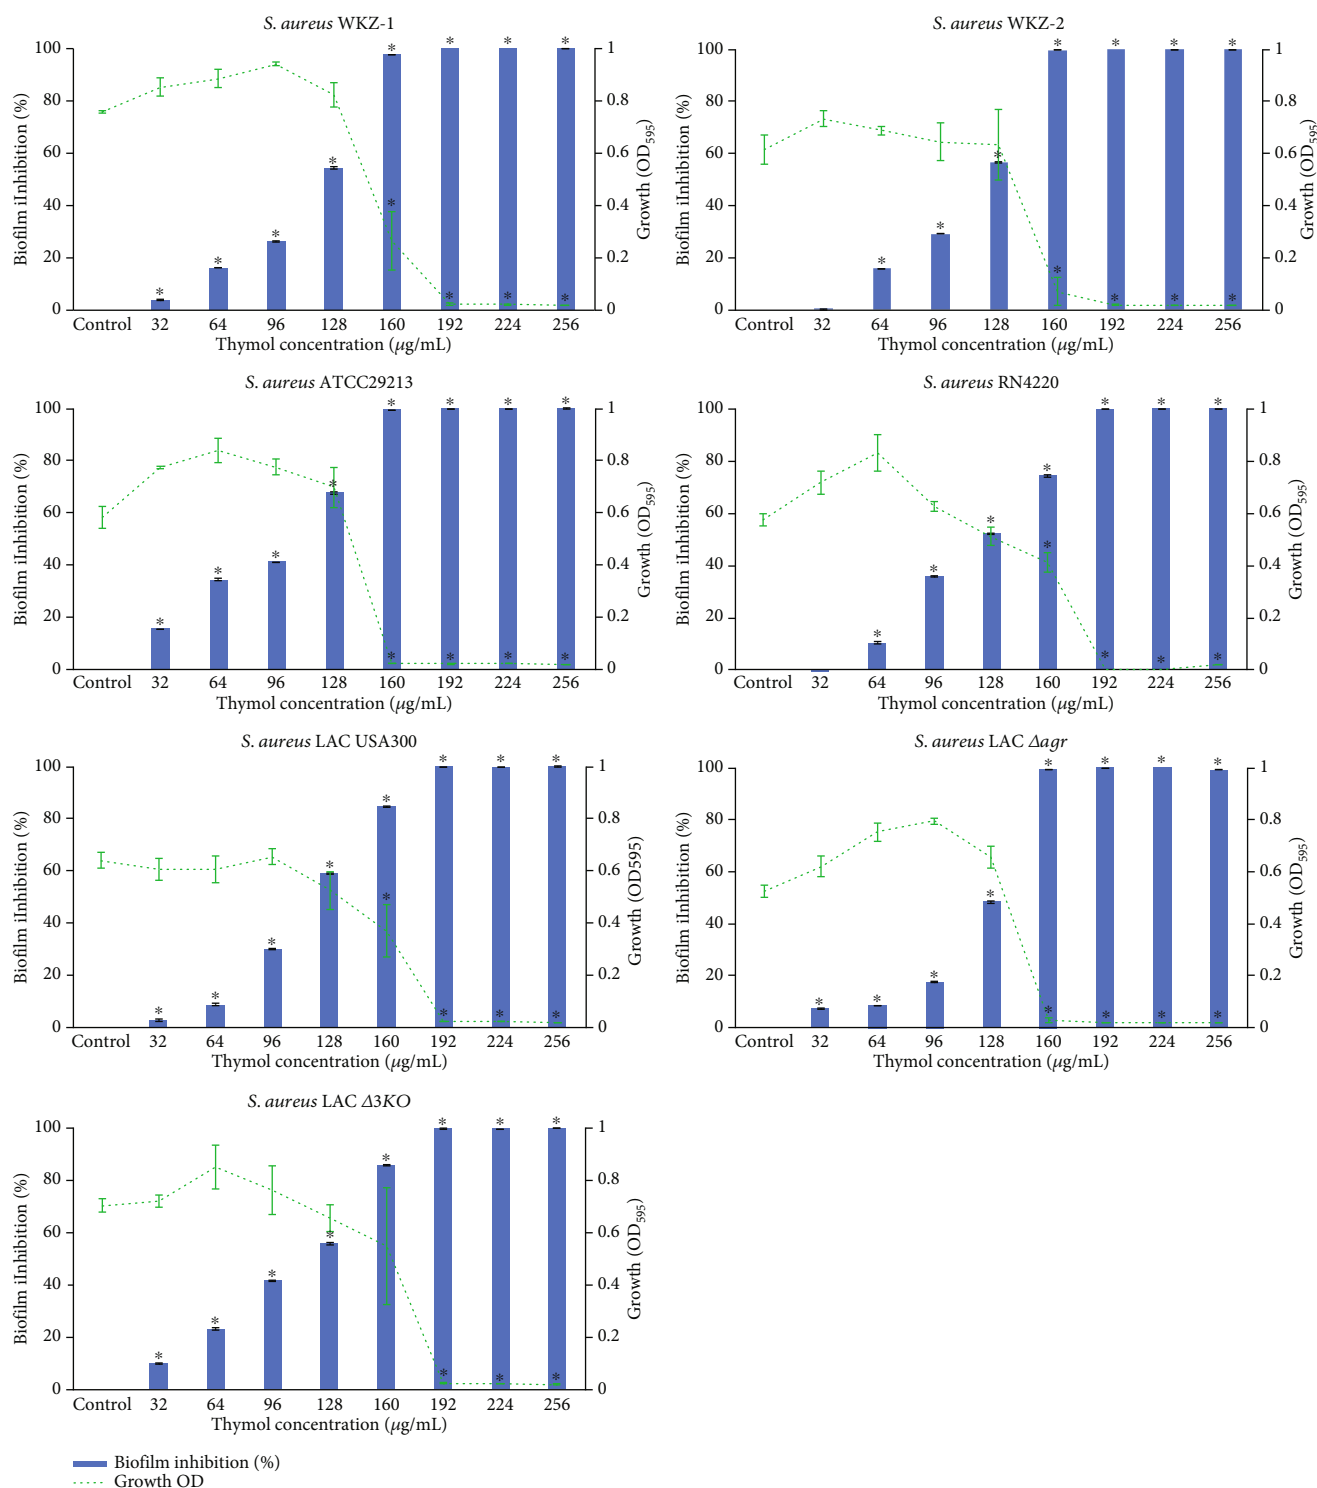 S. aureus WKZ-1
100
80
60
40
20
0
Biofilm iInhibition (%)
1
0.8
0.6
0.4
0.2
0
Growth (OD595)
Control 32 64 96 128 160 192 224 256
Thymol concentration (μg/mL)
S. aureus WKZ-2
100
80
60
40
20
0
Biofilm iInhibition (%)
1
0.8
0.6
0.4
0.2
0
Growth (OD595)
Control 32 64 96 128 160 192 224 256
Thymol concentration (μg/mL)
S. aureus ATCC29213
100
80
60
40
20
0
Biofilm iInhibition (%)
1
0.8
0.6
0.4
0.2
0
Growth (OD595)
Control 32 64 96 128 160 192 224 256
Thymol concentration (μg/mL)
S. aureus RN4220
100
80
60
40
20
0
Biofilm iInhibition (%)
1
0.8
0.6
0.4
0.2
0
Growth (OD595)
Control 32 64 96 128 160 192 224 256
Thymol concentration (μg/mL)
S. aureus LAC USA300
100
80
60
40
20
0
Biofilm iInhibition (%)
1
0.8
0.6
0.4
0.2
0
Growth (OD595)
Control 32 64 96 128 160 192 224 256
Thymol concentration (μg/mL)
S. aureus LAC Δagr
100
80
60
40
20
0
Biofilm iInhibition (%)
1
0.8
0.6
0.4
0.2
0
Growth (OD595)
Control 32 64 96 128 160 192 224 256
Thymol concentration (μg/mL)
S. aureus LAC Δ3KO
100
80
60
40
20
0
Biofilm iInhibition (%)
1
0.8
0.6
0.4
0.2
0
Growth (OD595)
Control 32 64 96 128 160 192 224 256
Thymol concentration (μg/mL)
Biofilm inhibition (%)
Growth OD